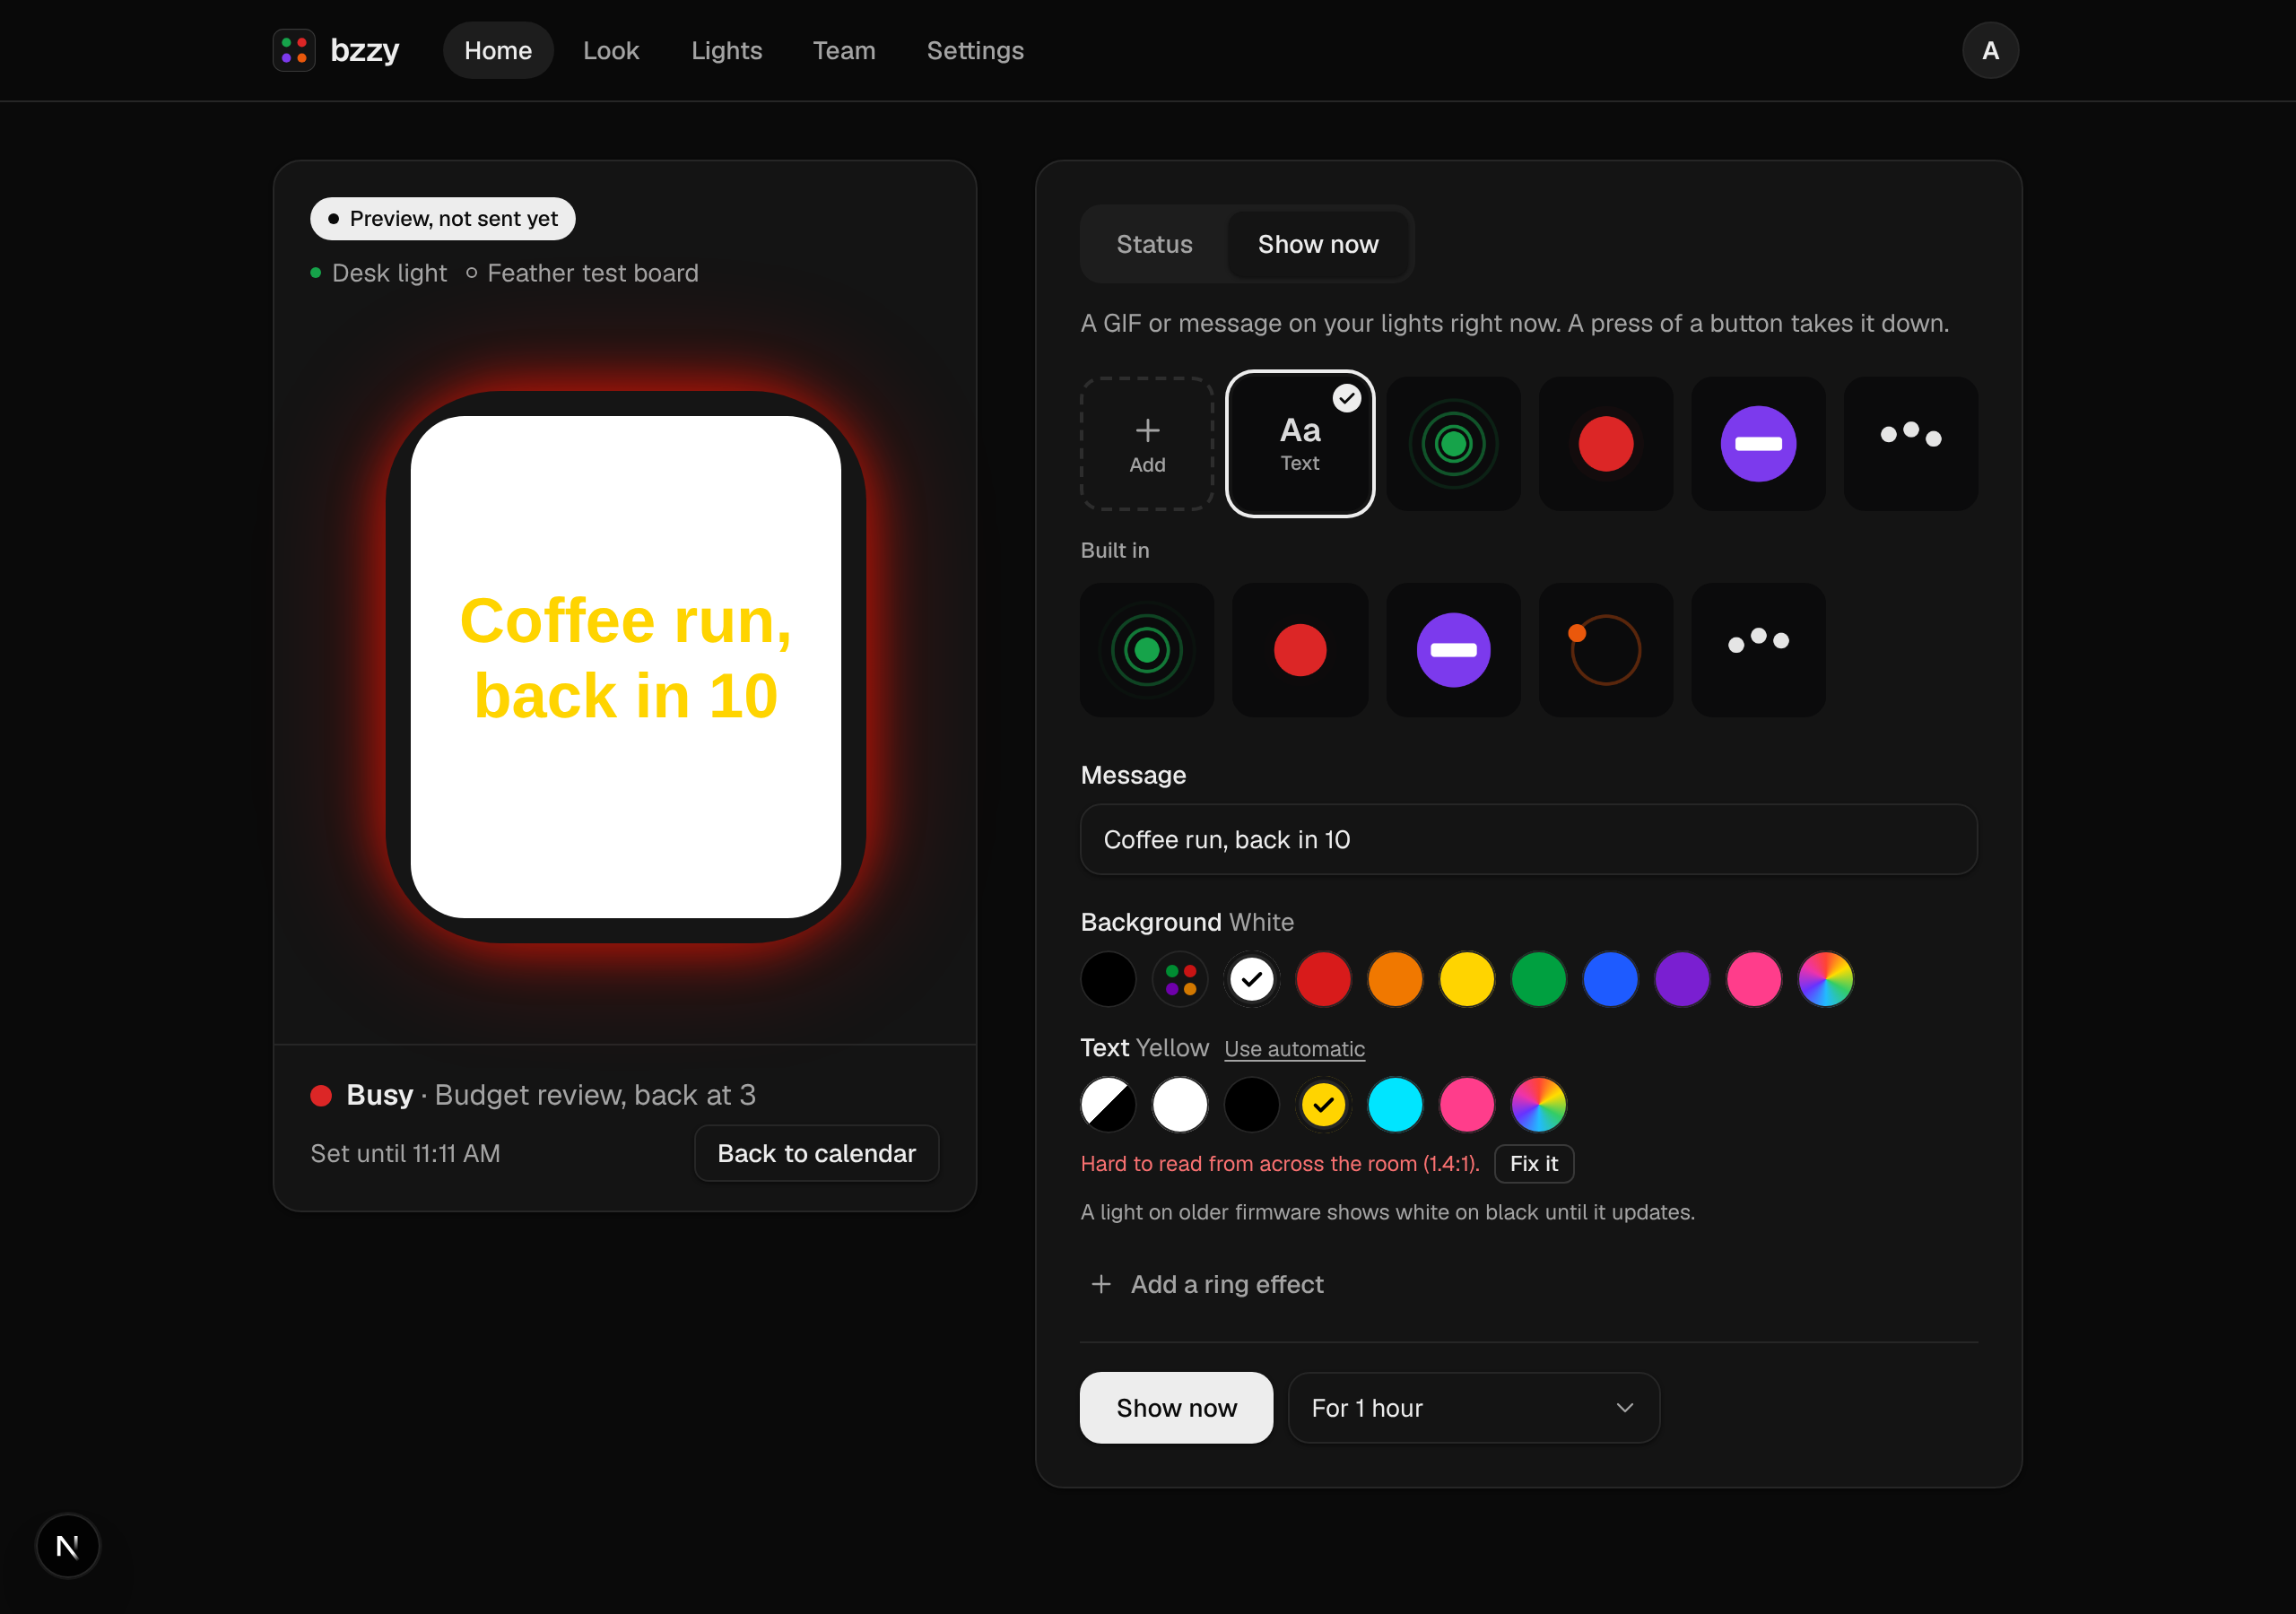 bzzy
Home
Look
Lights
Team
Settings
A
Preview, not sent yet
Desk light
Feather test board
Coffee run,
back in 10
Busy · Budget review, back at 3
Set until 11:11 AM
Back to calendar
Status
Show now
A GIF or message on your lights right now. A press of a button takes it down.
Add
Aa
Text
Built in
Message
Coffee run, back in 10
Background White
Text Yellow Use automatic
Hard to read from across the room (1.4:1).
Fix it
A light on older firmware shows white on black until it updates.
Add a ring effect
Show now
For 1 hour
N